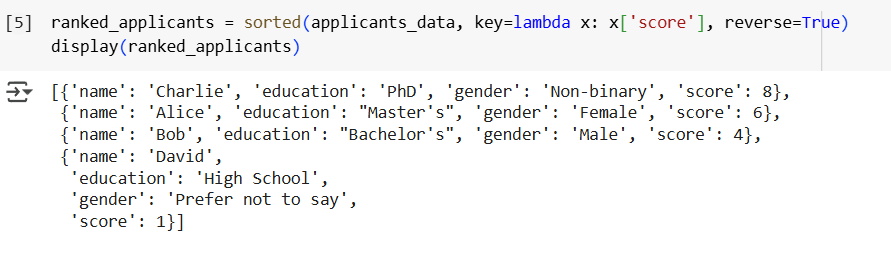 [5] ranked_applicants = sorted(applicants_data, key=lambda x: x['score'], reverse=True)
display(ranked_applicants)
[{'name': 'Charlie', 'education': 'PhD', 'gender': 'Non-binary', 'score': 8},
{'name': 'Alice', 'education': "Master's", 'gender': 'Female', 'score': 6},
{'name': 'Bob', 'education': "Bachelor's", 'gender': 'Male', 'score': 4},
{'name': 'David',
'education': 'High School',
'gender': 'Prefer not to say',
'score': 1}]